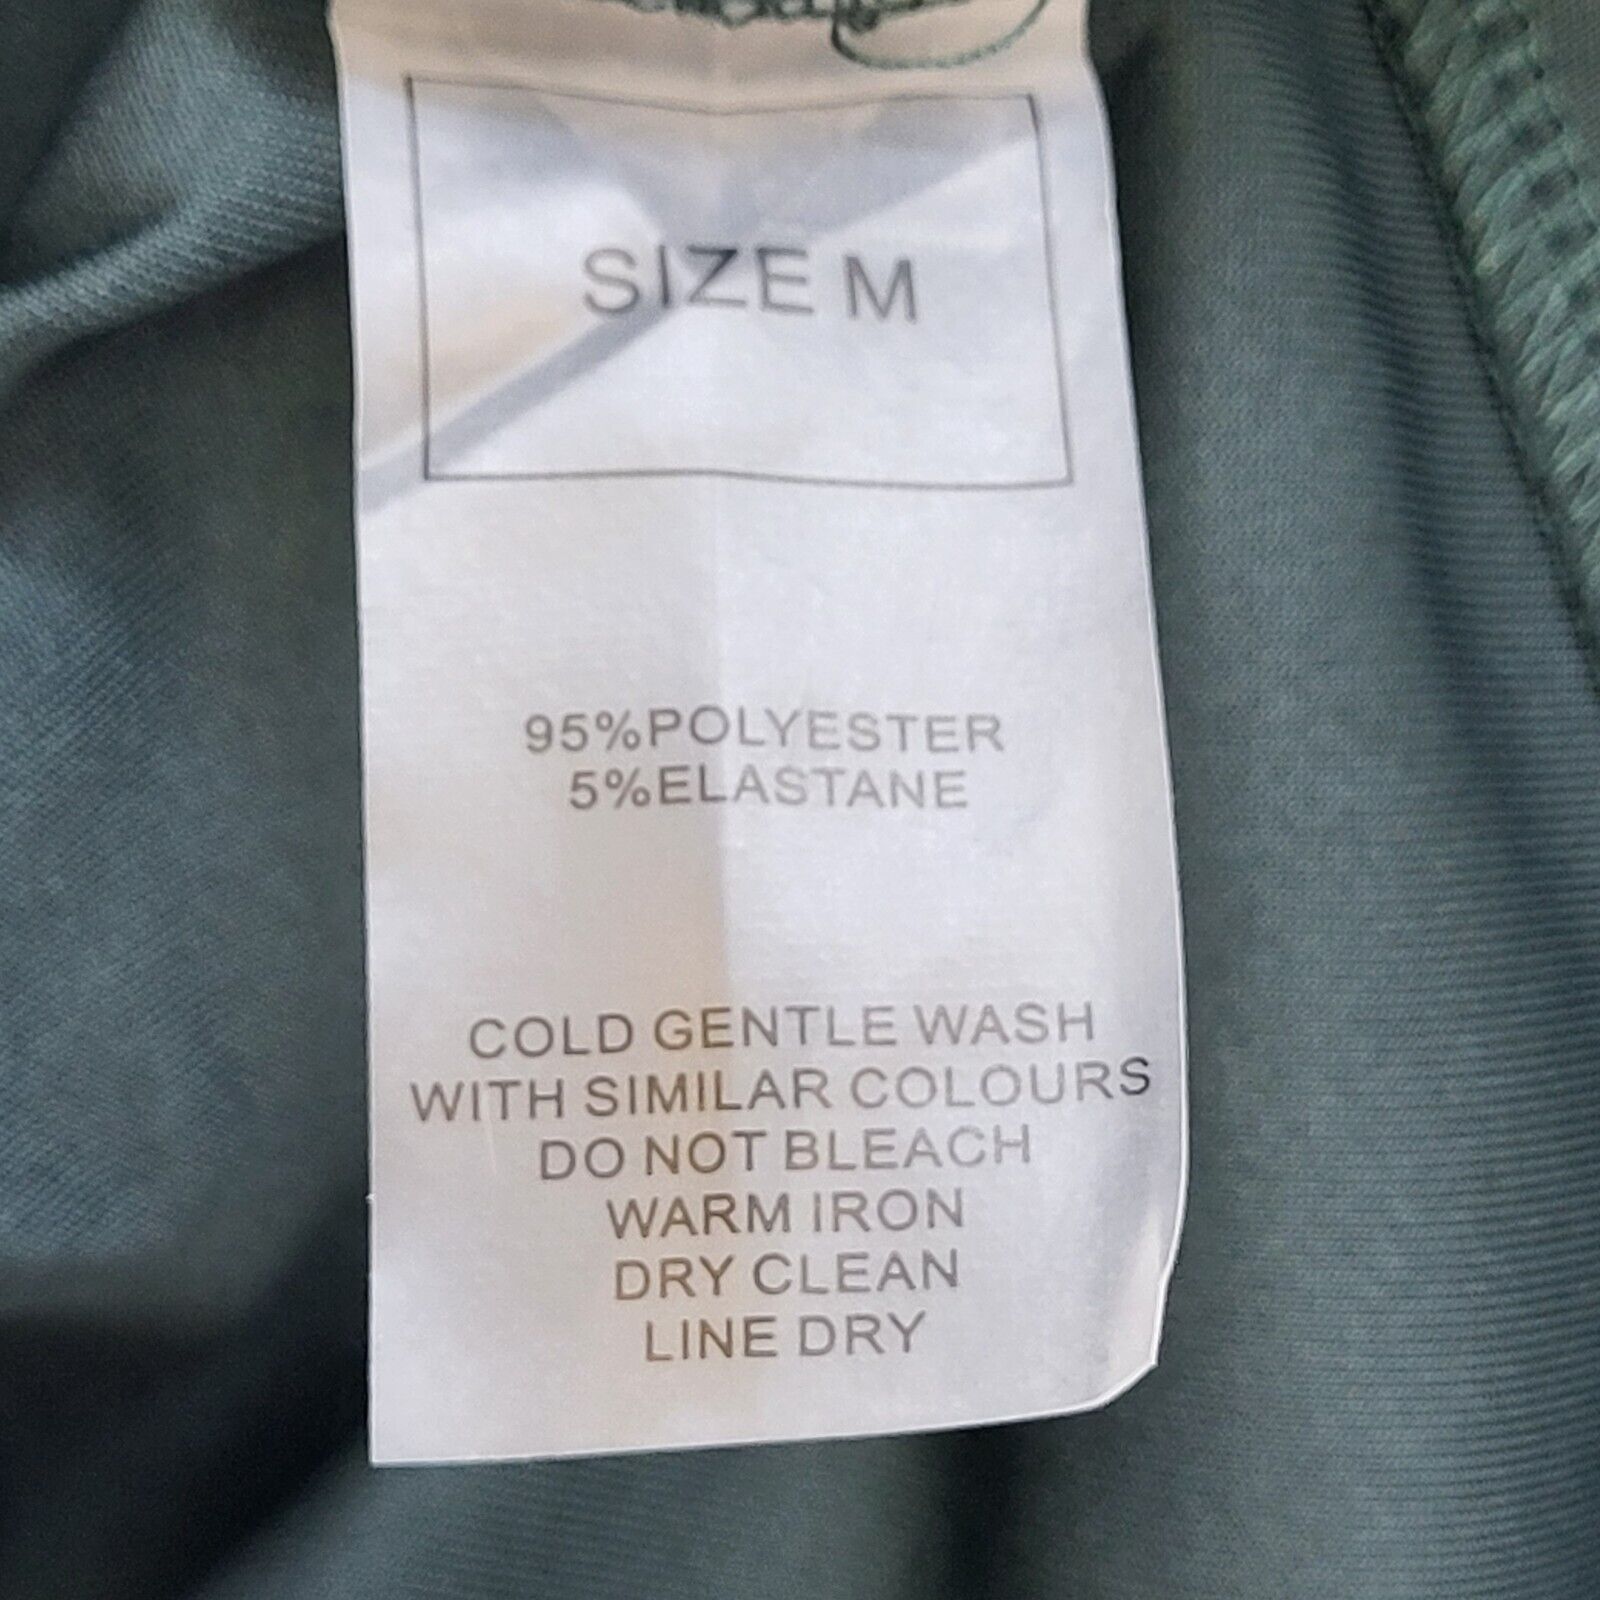 SIZE M
95%POLYESTER
5%ELASTANE
COLD GENTLE WASH
WITH SIMILAR COLOURS
DO NOT BLEACH
WARM IRON
DRY CLEAN
LINE DRY